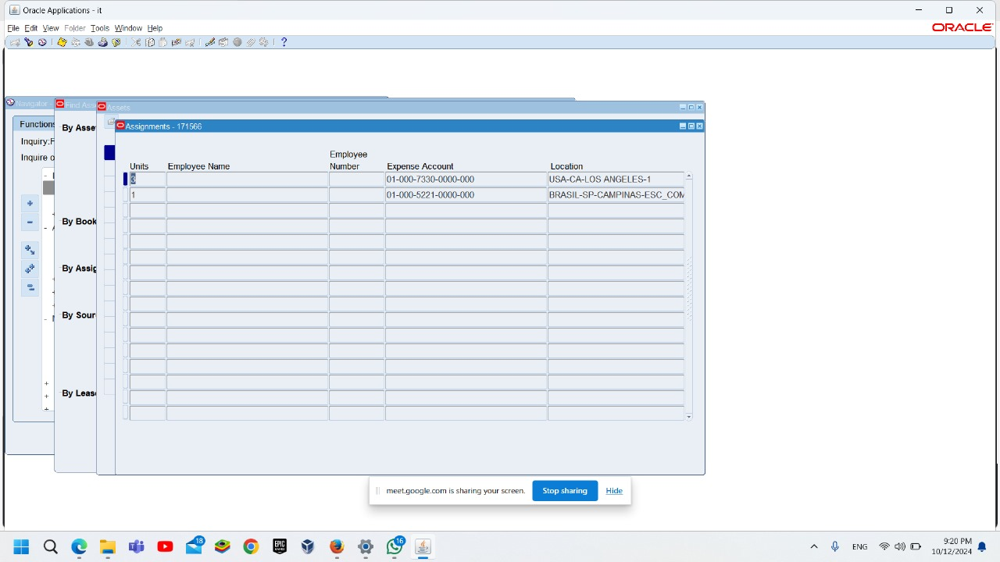 Oracle Applications - it
File Edit View Folder Tools Window Help
ORACLE
Navigator -
Find Ass
Assets
Functions
By Asse
Assignments - 171566
Inquiry:F
Inquire o
Employee
Units Employee Name Number Expense Account Location
3 01-000-7330-0000-000 USA-CA-LOS ANGELES-1
1 01-000-5221-0000-000 BRASIL-SP-CAMPINAS-ESC_COM
By Book
By Assig
By Sour
By Lease
meet.google.com is sharing your screen. Stop sharing Hide
18
EPIC GAMES
16
ENG
9:20 PM
10/12/2024